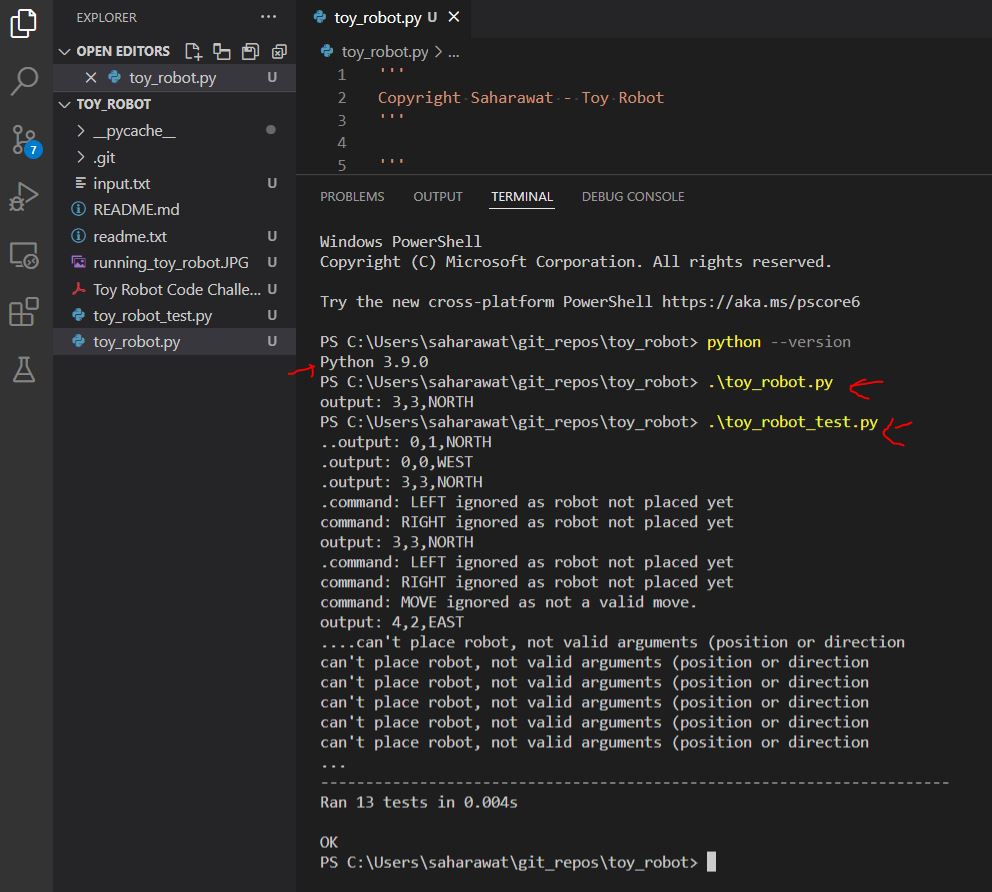 EXPLORER
OPEN EDITORS
toy_robot.py U
TOY_ROBOT
__pycache__
.git
input.txt U
README.md
readme.txt U
running_toy_robot.JPG U
Toy Robot Code Challe... U
toy_robot_test.py U
toy_robot.py U
7
toy_robot.py U
toy_robot.py > ...
1 '''
2 Copyright Saharawat - Toy Robot
3 '''
4
5 '''
PROBLEMS OUTPUT TERMINAL DEBUG CONSOLE
Windows PowerShell
Copyright (C) Microsoft Corporation. All rights reserved.
Try the new cross-platform PowerShell https://aka.ms/pscore6
PS C:\Users\saharawat\git_repos\toy_robot> python --version
Python 3.9.0
PS C:\Users\saharawat\git_repos\toy_robot> .\toy_robot.py
output: 3,3,NORTH
PS C:\Users\saharawat\git_repos\toy_robot> .\toy_robot_test.py
..output: 0,1,NORTH
.output: 0,0,WEST
.output: 3,3,NORTH
.command: LEFT ignored as robot not placed yet
command: RIGHT ignored as robot not placed yet
output: 3,3,NORTH
.command: LEFT ignored as robot not placed yet
command: RIGHT ignored as robot not placed yet
command: MOVE ignored as not a valid move.
output: 4,2,EAST
....can't place robot, not valid arguments (position or direction
can't place robot, not valid arguments (position or direction
can't place robot, not valid arguments (position or direction
can't place robot, not valid arguments (position or direction
can't place robot, not valid arguments (position or direction
can't place robot, not valid arguments (position or direction
...
----------------------------------------------------------------------
Ran 13 tests in 0.004s
OK
PS C:\Users\saharawat\git_repos\toy_robot>